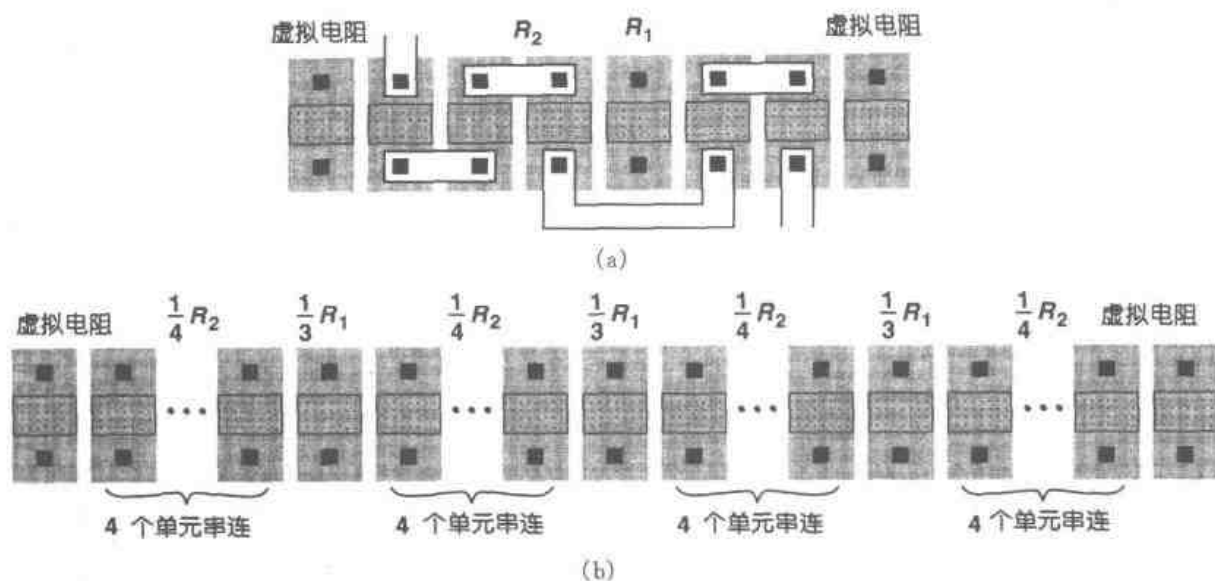 虚拟电阻 R₂ R₁ 虚拟电阻
(a)
虚拟电阻 1/4 R₂ 1/3 R₁ 1/4 R₂ 1/3 R₁ 1/4 R₂ 1/3 R₁ 1/4 R₂ 虚拟电阻
4 个单元串连 4 个单元串连 4 个单元串连 4 个单元串连
(b)